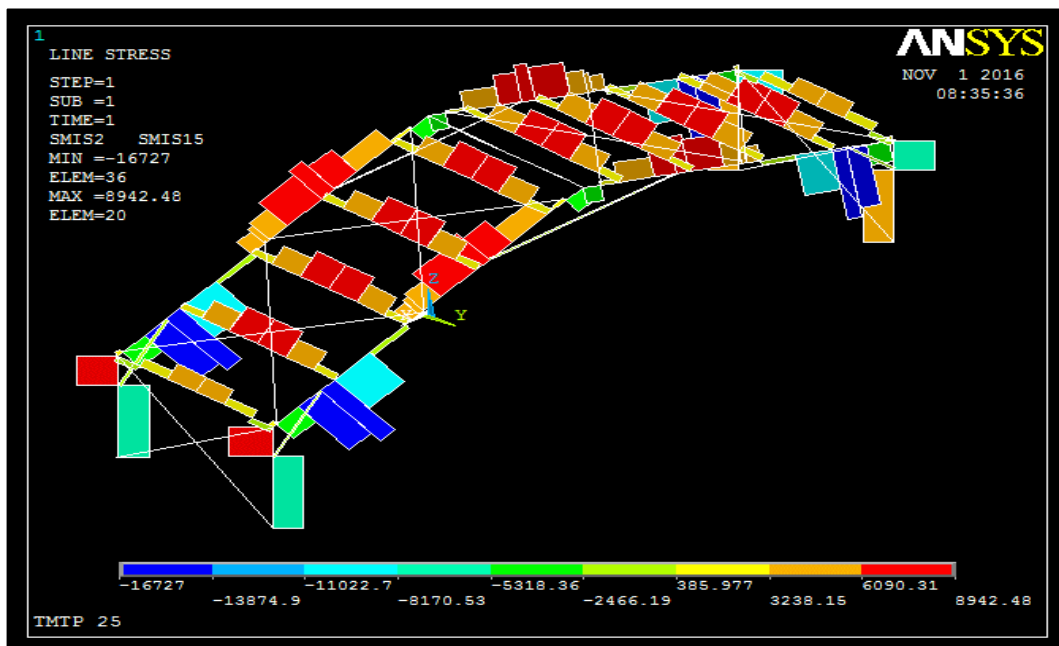 1
LINE STRESS
STEP=1
SUB =1
TIME=1
SMIS2 SMIS15
MIN =-16727
ELEM=36
MAX =8942.48
ELEM=20
ANSYS
NOV 1 2016
08:35:36
Z
X
Y
-16727 -11022.7 -5318.36 385.977 6090.31
-13874.9 -8170.53 -2466.19 3238.15 8942.48
TMTP 25